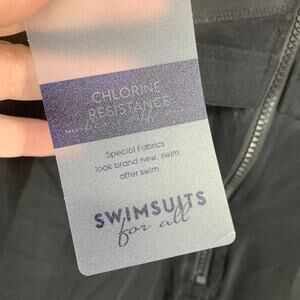 CHLORINE
RESISTANCE
Special Fabrics
look brand new, swim
after swim.
SWIMSUITS
for all